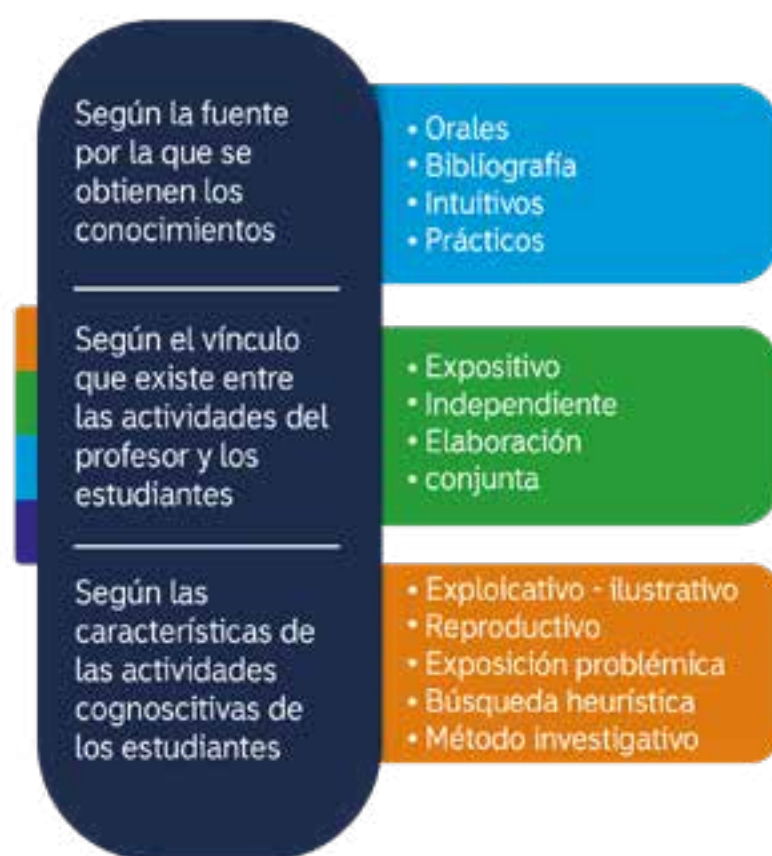 Según la fuente
por la que se
obtienen los
conocimientos
• Orales
• Bibliografía
• Intuitivos
• Prácticos
Según el vínculo
que existe entre
las actividades del
profesor y los
estudiantes
• Expositivo
• Independiente
• Elaboración
• conjunta
Según las
características de
las actividades
cognoscitivas de
los estudiantes
• Exploicativo - ilustrativo
• Reproductivo
• Exposición problémica
• Búsqueda heurística
• Método investigativo